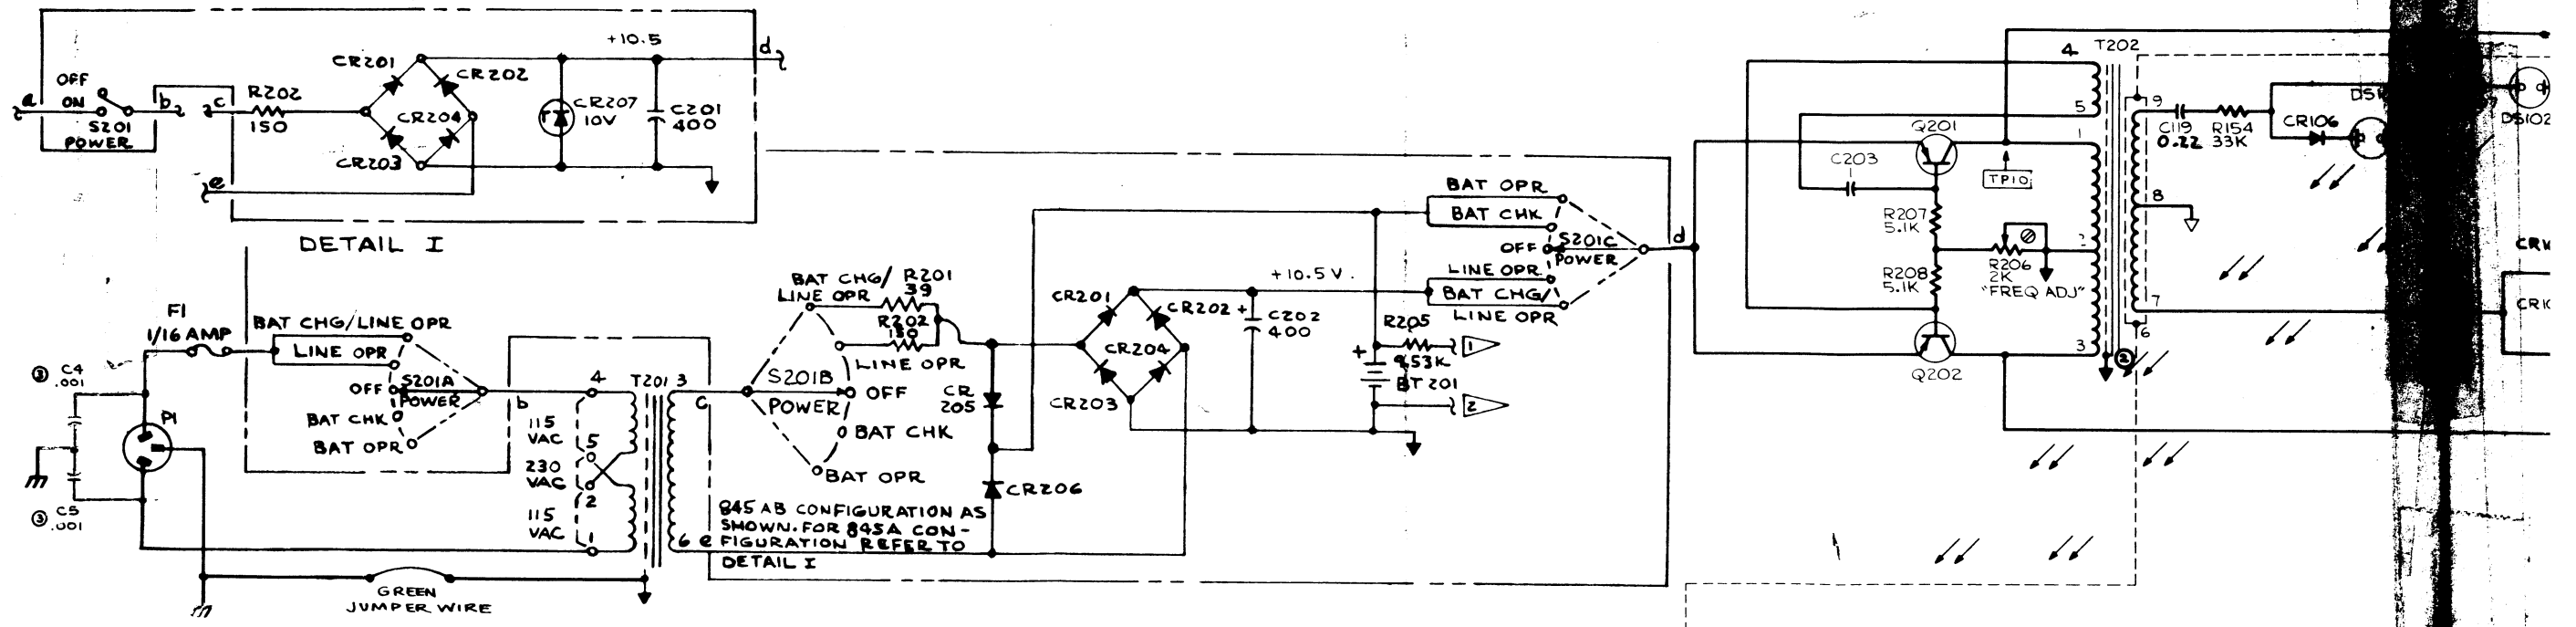 +10.5
d
CR201
CR202
OFF
ON
a
b
c
R202
150
S201
POWER
CR204
CR207
10V
C201
400
CR203
e
DETAIL I
F1
1/16 AMP
BAT CHG/LINE OPR
LINE OPR
OFF
S201A
POWER
BAT CHK
BAT OPR
3 C4
.001
P1
3 C5
.001
GREEN
JUMPER WIRE
b
4
115
VAC
5
230
VAC
2
115
VAC
1
T201
3
c
6
e
BAT CHG/
LINE OPR
R201
39
R202
150
LINE OPR
S201B
POWER
OFF
BAT CHK
BAT OPR
CR
205
CR206
845 AB CONFIGURATION AS
SHOWN. FOR 845A CON-
FIGURATION REFER TO
DETAIL I
CR201
CR202
CR204
CR203
+10.5 V.
+
C202
400
BAT OPR
BAT CHK
OFF
S201C
POWER
LINE OPR
BAT CHG/
LINE OPR
R205
53K
1
+
BT201
2
d
Q201
C203
R207
5.1K
R208
5.1K
Q202
TP10
R206
2K
"FREQ ADJ"
T202
4
5
1
2
3
2
9
8
7
6
C119
0.22
R154
33K
CR106
DS102